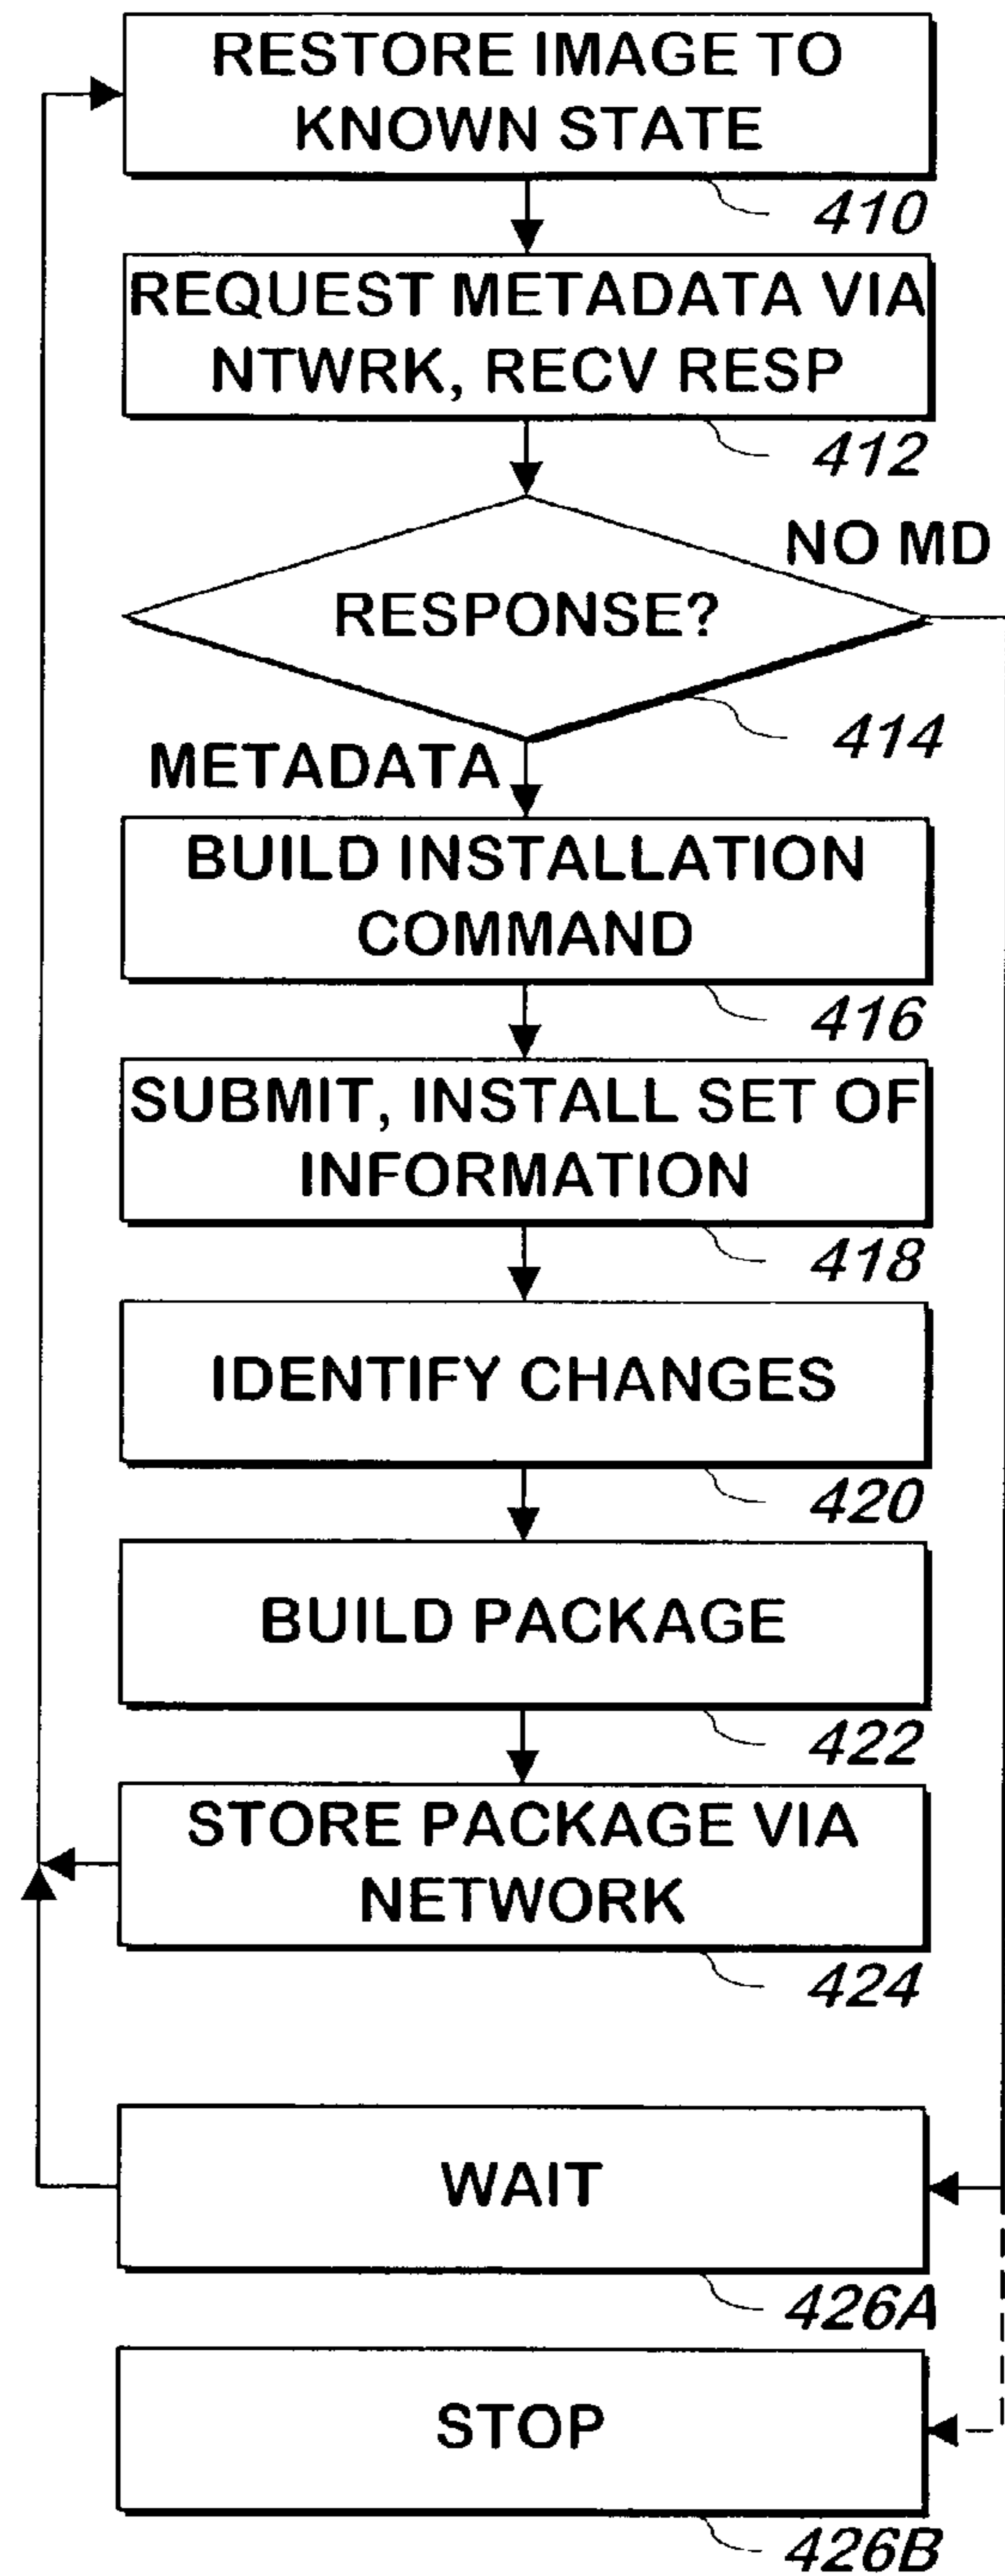 RESTORE IMAGE TO
KNOWN STATE
410
REQUEST METADATA VIA
NTWRK, RECV RESP
412
NO MD
RESPONSE?
414
METADATA
BUILD INSTALLATION
COMMAND
416
SUBMIT, INSTALL SET OF
INFORMATION
418
IDENTIFY CHANGES
420
BUILD PACKAGE
422
STORE PACKAGE VIA
NETWORK
424
WAIT
426A
STOP
426B